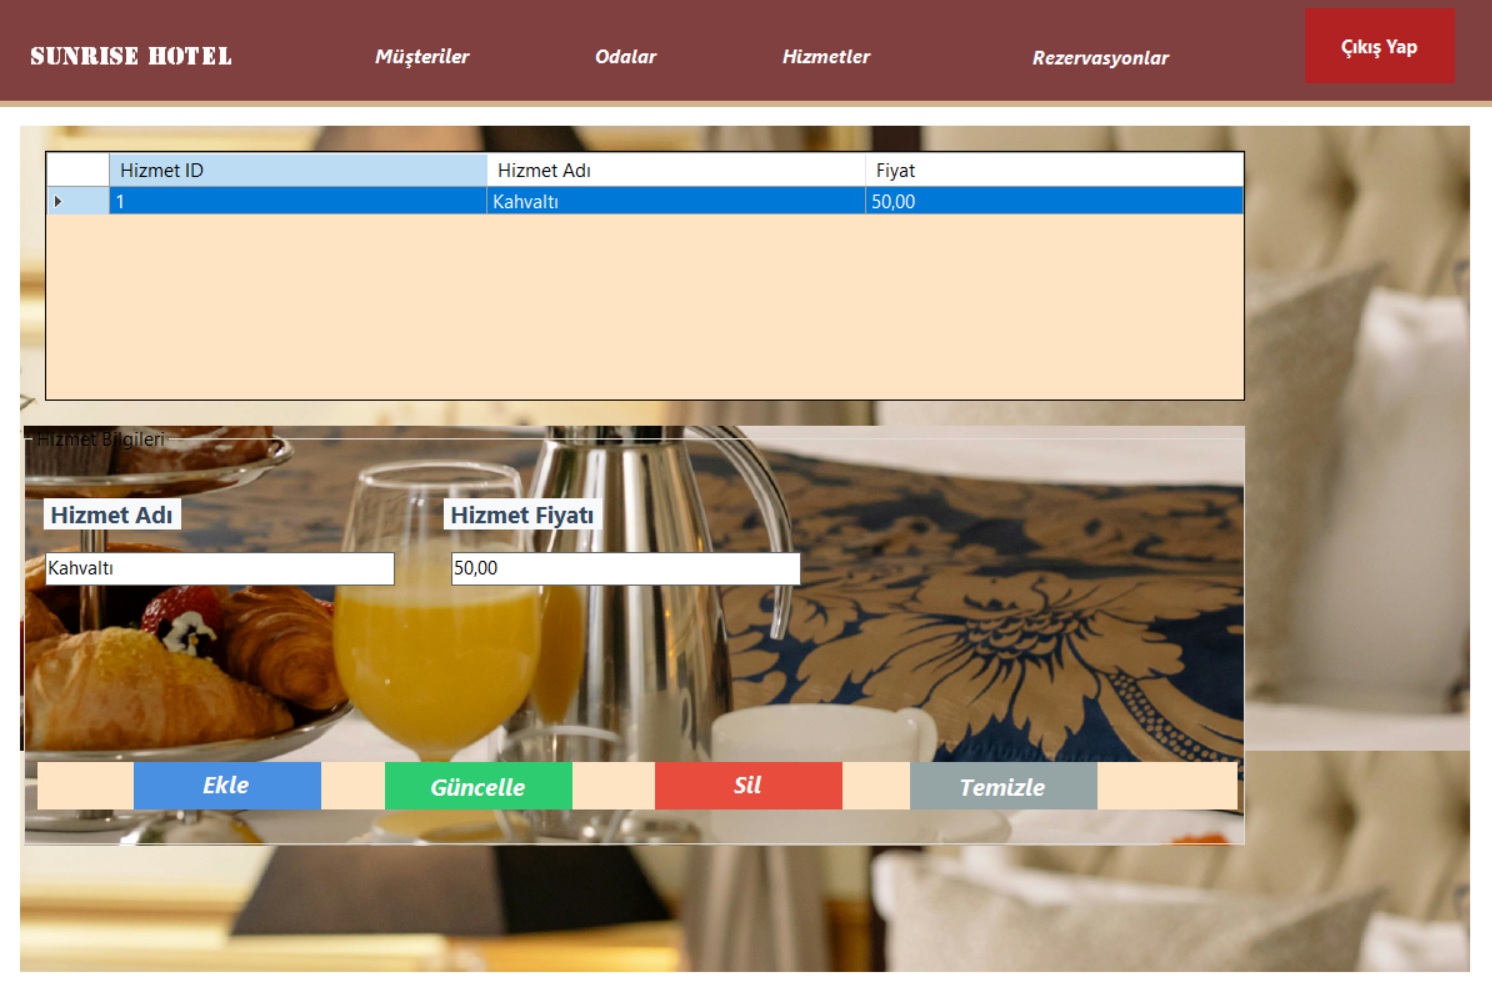 SUNRISE HOTEL
Müşteriler
Odalar
Hizmetler
Rezervasyonlar
Çıkış Yap
Hizmet ID Hizmet Adı Fiyat
1 Kahvaltı 50,00
Hizmet Bilgileri
Hizmet Adı Hizmet Fiyatı
Kahvaltı 50,00
Ekle Güncelle Sil Temizle